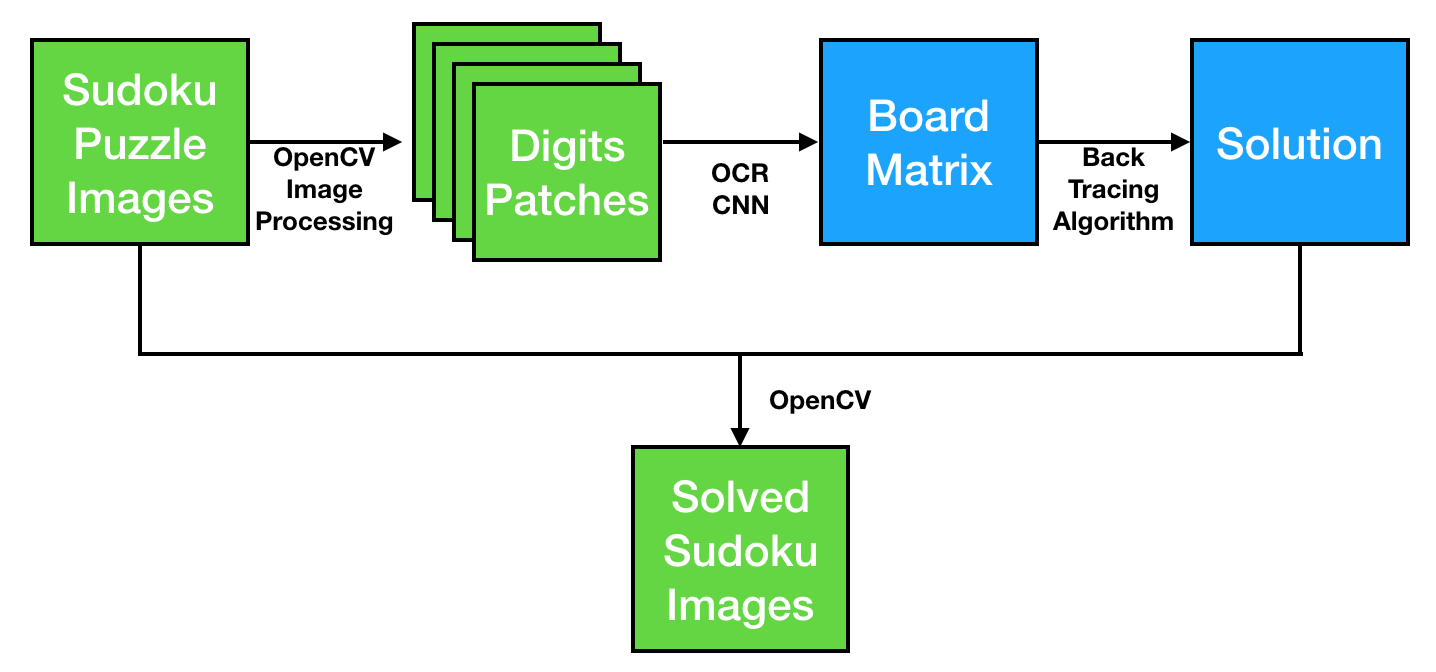 Sudoku
Puzzle
Images
OpenCV
Image
Processing
Digits
Patches
OCR
CNN
Board
Matrix
Back
Tracing
Algorithm
Solution
OpenCV
Solved
Sudoku
Images